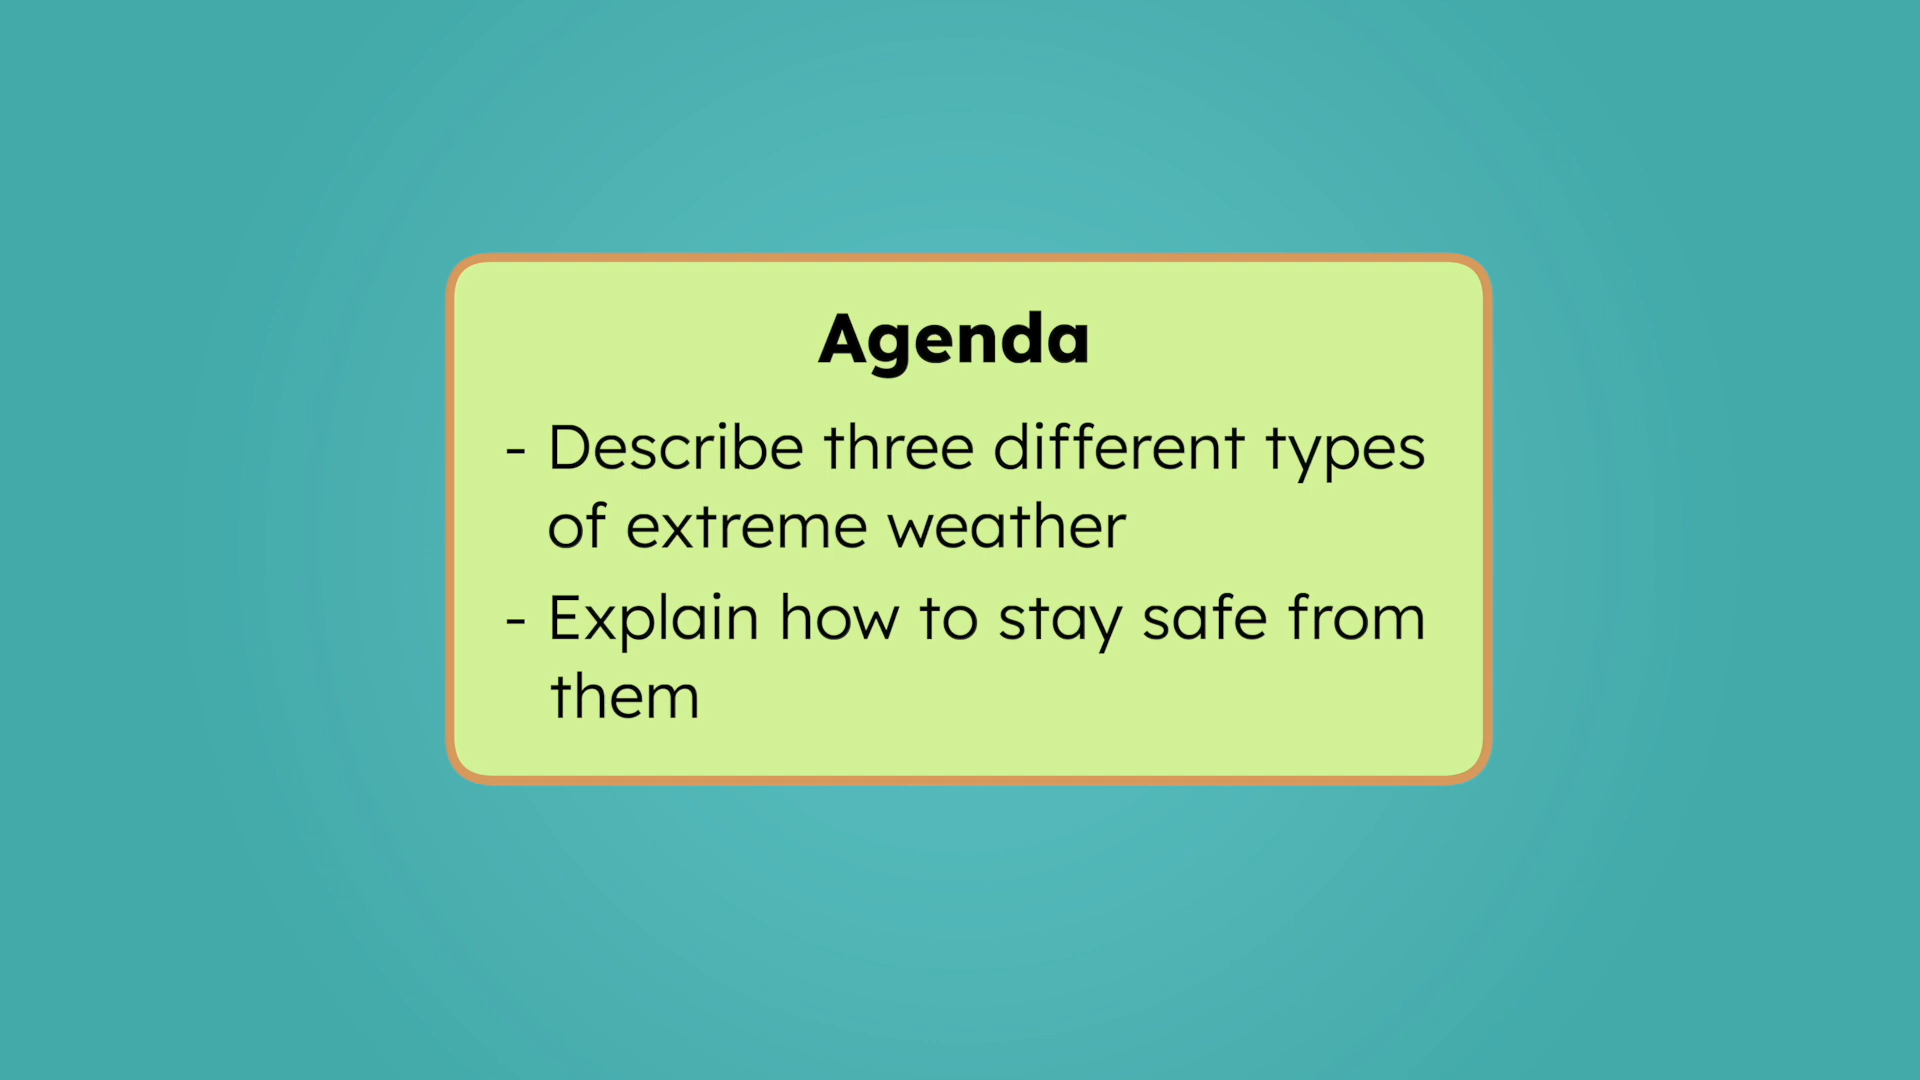 Agenda
- Describe three different types
of extreme weather
- Explain how to stay safe from
them